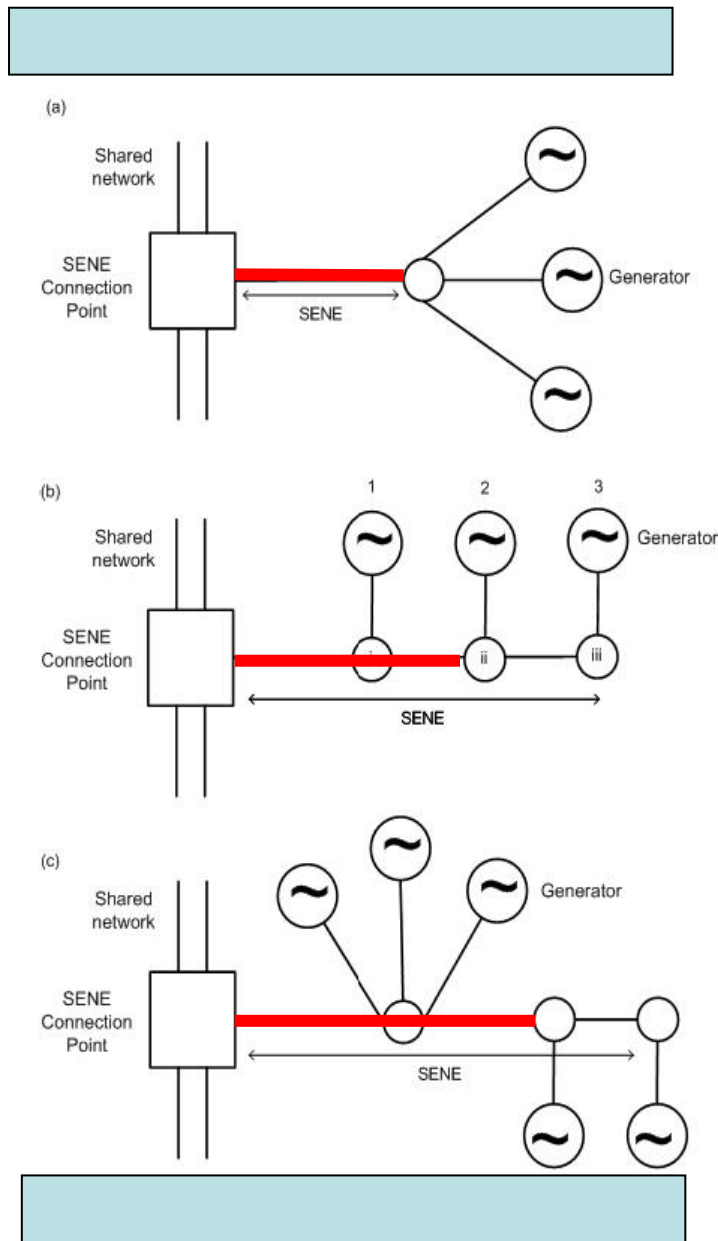 (a)
Shared
network
SENE
Connection
Point
SENE
Generator
(b)
1 2 3
Shared
network
Generator
SENE
Connection
Point
ii iii
SENE
(c)
Shared
network
Generator
SENE
Connection
Point
SENE